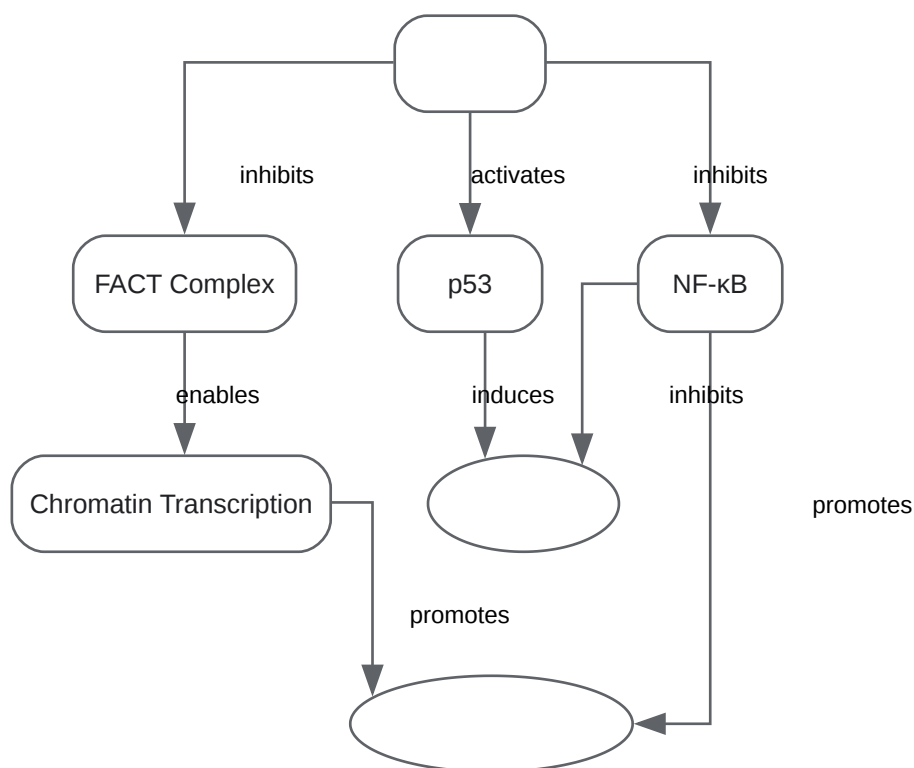 inhibits
activates
inhibits
FACT Complex
p53
NF-κB
enables
induces
inhibits
Chromatin Transcription
promotes
promotes